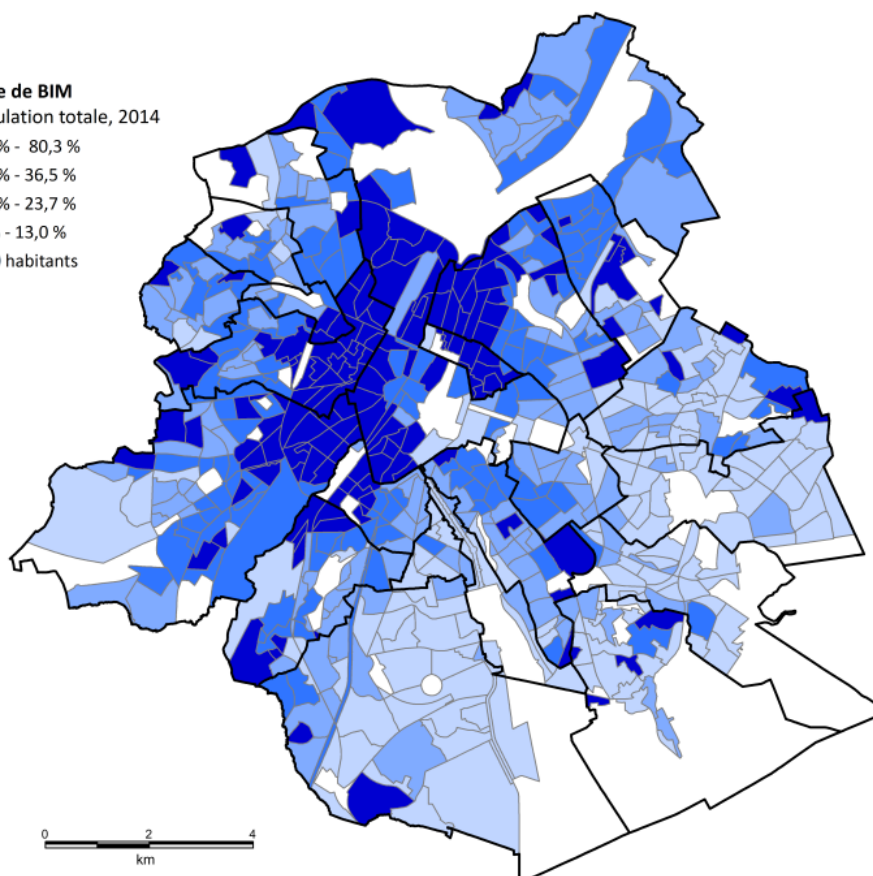 e de BIM
ulation totale, 2014
% - 80,3 %
% - 36,5 %
% - 23,7 %
- 13,0 %
habitants
0 2 4
km